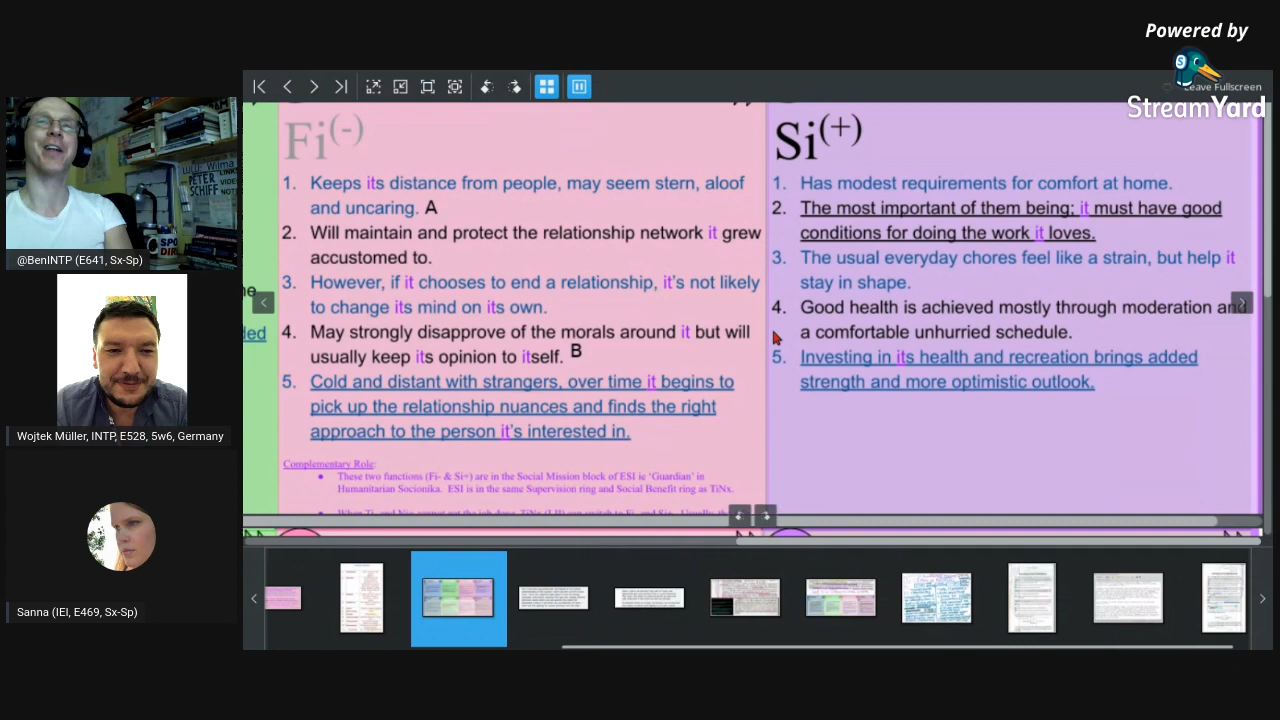 Powered by
StreamYard
Leave Fullscreen
WUF Wilma
PETER
SCHIFF
LINKS
VIDEO
SPO
DIR
@BenINTP (E641, Sx-Sp)
Wojtek Müller, INTP, E528, 5w6, Germany
Sanna (IEI, E469, Sx-Sp)
ded
Fi(-)
1. Keeps its distance from people, may seem stern, aloof
and uncaring. A
2. Will maintain and protect the relationship network it grew
accustomed to.
3. However, if it chooses to end a relationship, it's not likely
to change its mind on its own.
4. May strongly disapprove of the morals around it but will
usually keep its opinion to itself. B
5. Cold and distant with strangers, over time it begins to
pick up the relationship nuances and finds the right
approach to the person it's interested in.
Complementary Role:
• These two functions (Fi- & Si+) are in the Social Mission block of ESI ie 'Guardian' in
Humanitarian Socionika. ESI is in the same Supervision ring and Social Benefit ring as TiNx.
Si(+)
1. Has modest requirements for comfort at home.
2. The most important of them being; it must have good
conditions for doing the work it loves.
3. The usual everyday chores feel like a strain, but help it
stay in shape.
4. Good health is achieved mostly through moderation and
a comfortable unhurried schedule.
5. Investing in its health and recreation brings added
strength and more optimistic outlook.